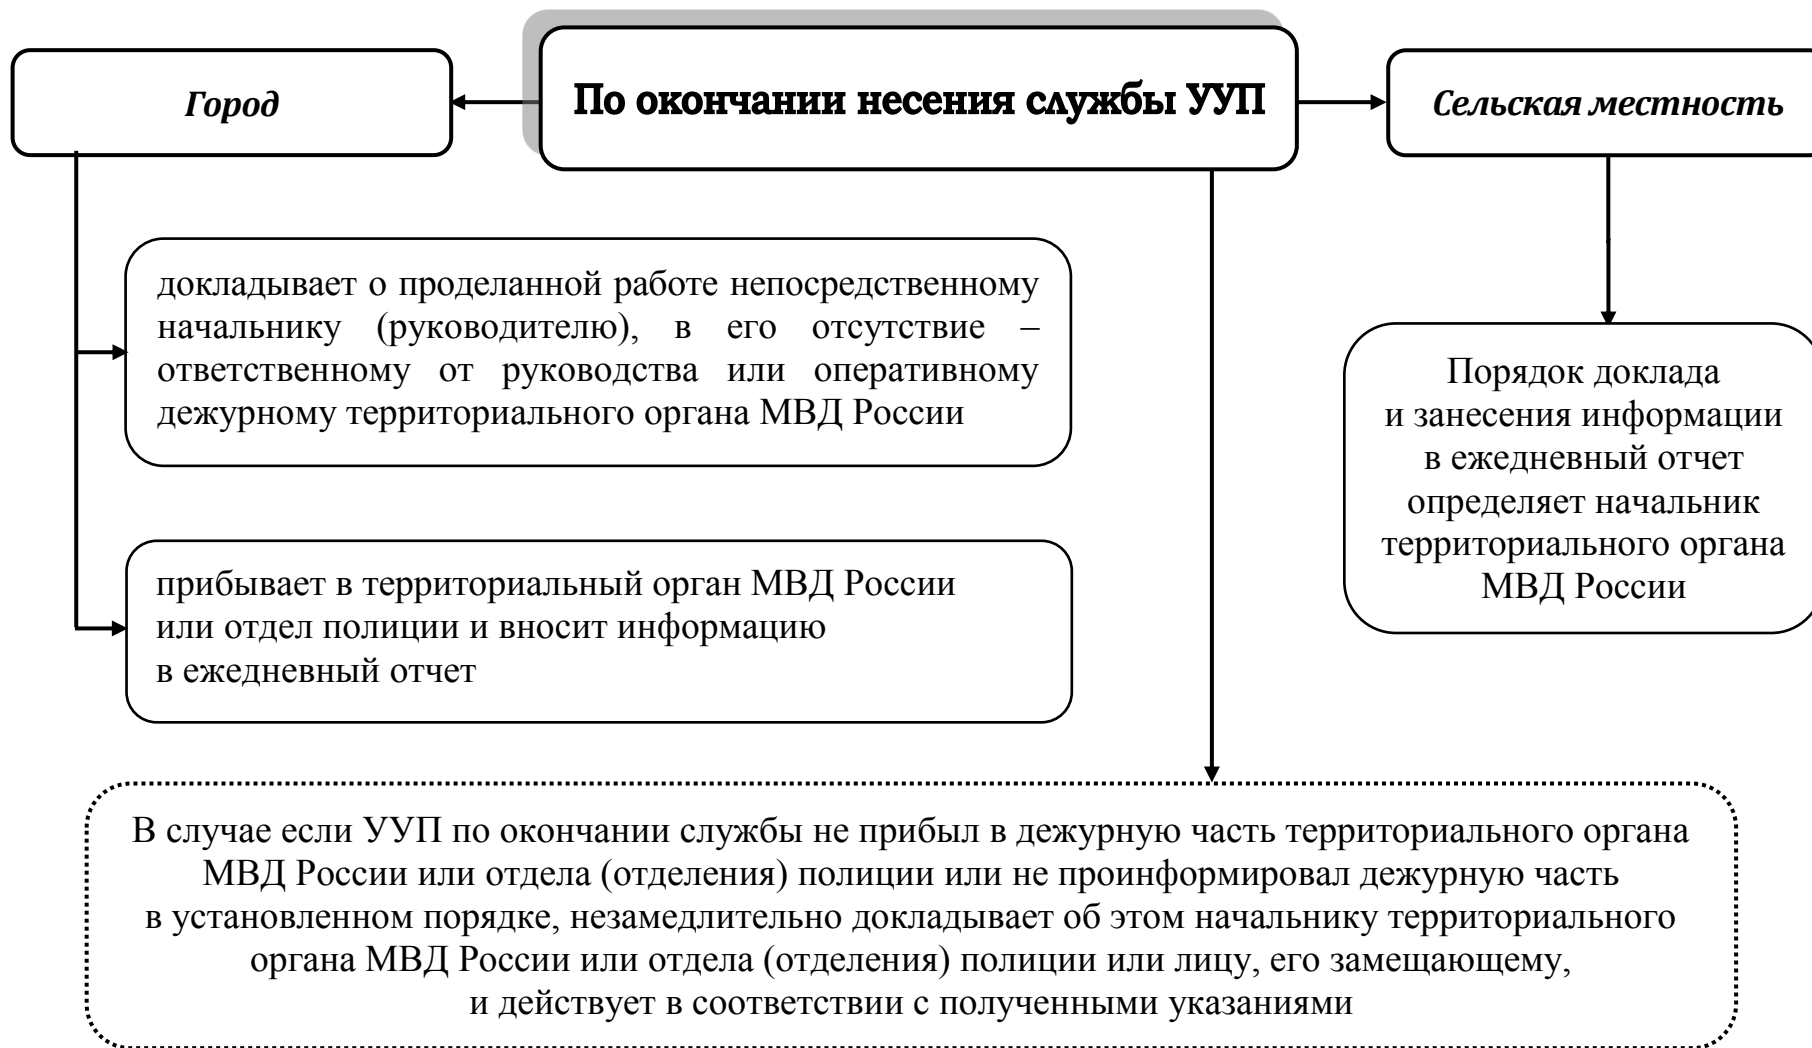 Город
По окончании несения службы УУП
Сельская местность
докладывает о проделанной работе непосредственному
начальнику (руководителю), в его отсутствие –
ответственному от руководства или оперативному
дежурному территориального органа МВД России
прибывает в территориальный орган МВД России
или отдел полиции и вносит информацию
в ежедневный отчет
Порядок доклада
и занесения информации
в ежедневный отчет
определяет начальник
территориального органа
МВД России
В случае если УУП по окончании службы не прибыл в дежурную часть территориального органа
МВД России или отдела (отделения) полиции или не проинформировал дежурную часть
в установленном порядке, незамедлительно докладывает об этом начальнику территориального
органа МВД России или отдела (отделения) полиции или лицу, его замещающему,
и действует в соответствии с полученными указаниями